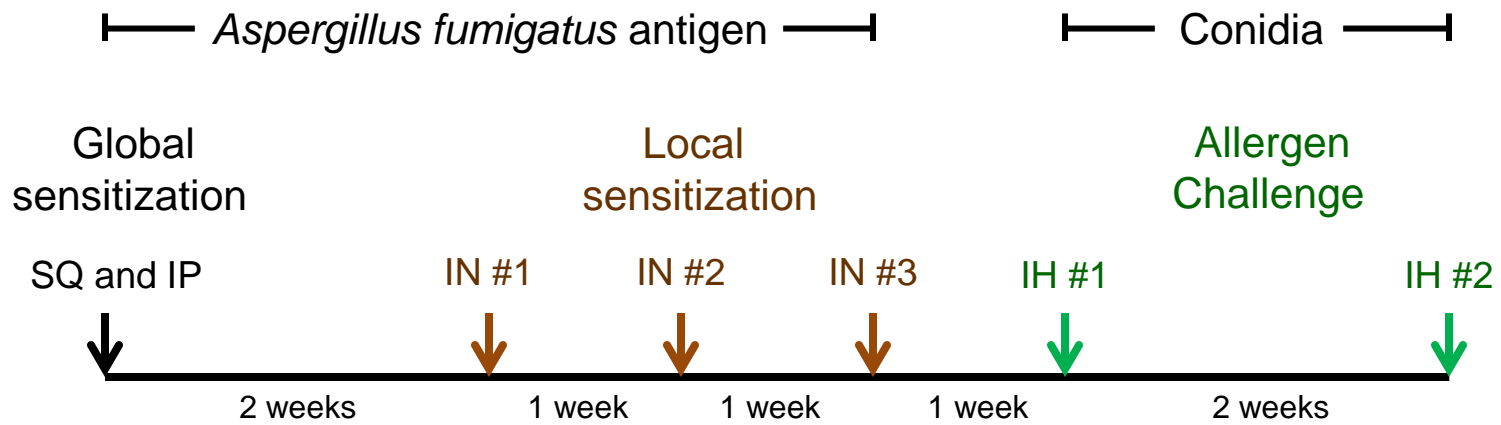 Aspergillus fumigatus antigen
Conidia
Global
sensitization
Local
sensitization
Allergen
Challenge
SQ and IP
IN #1
IN #2
IN #3
IH #1
IH #2
2 weeks
1 week
1 week
1 week
2 weeks